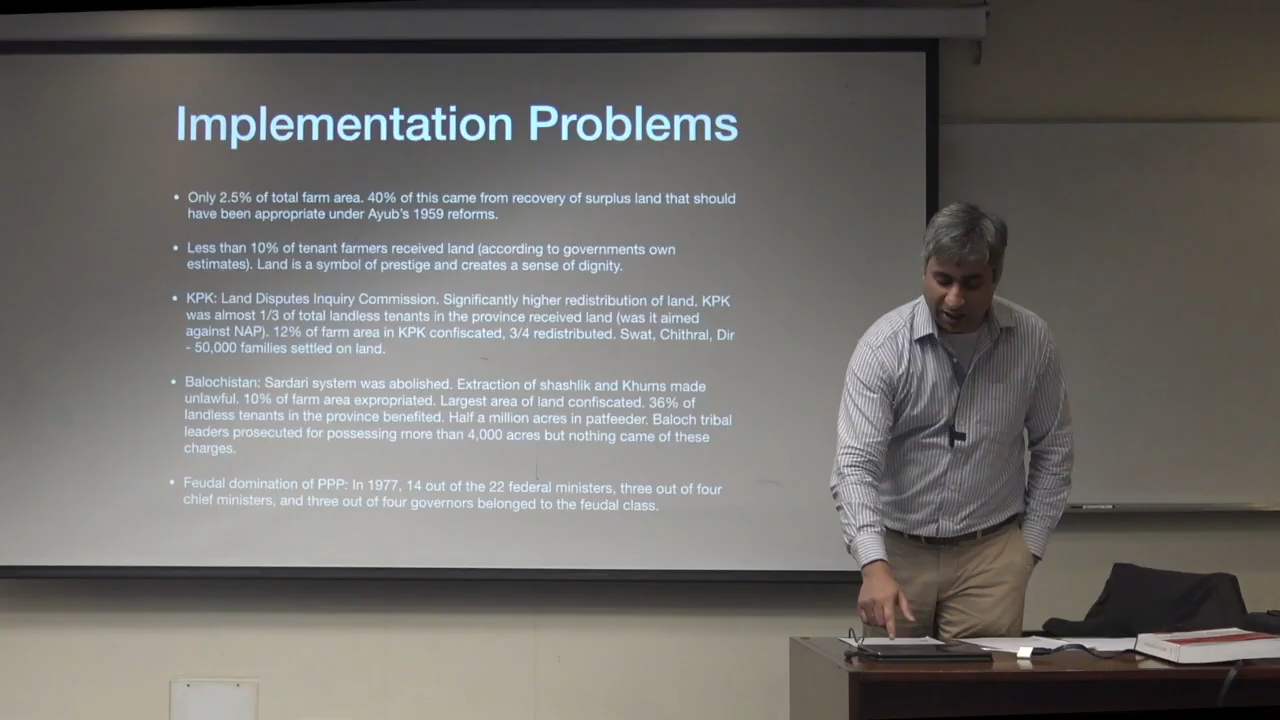 Implementation Problems
• Only 2.5% of total farm area. 40% of this came from recovery of surplus land that should
have been appropriate under Ayub's 1959 reforms.
• Less than 10% of tenant farmers received land (according to governments own
estimates). Land is a symbol of prestige and creates a sense of dignity.
• KPK: Land Disputes Inquiry Commission. Significantly higher redistribution of land. KPK
was almost 1/3 of total landless tenants in the province received land (was it aimed
against NAP). 12% of farm area in KPK confiscated, 3/4 redistributed. Swat, Chithral, Dir
- 50,000 families settled on land.
• Balochistan: Sardari system was abolished. Extraction of shashlik and Khums made
unlawful. 10% of farm area expropriated. Largest area of land confiscated. 36% of
landless tenants in the province benefited. Half a million acres in patfeeder. Baloch tribal
leaders prosecuted for possessing more than 4,000 acres but nothing came of these
charges.
• Feudal domination of PPP: In 1977, 14 out of the 22 federal ministers, three out of four
chief ministers, and three out of four governors belonged to the feudal class.